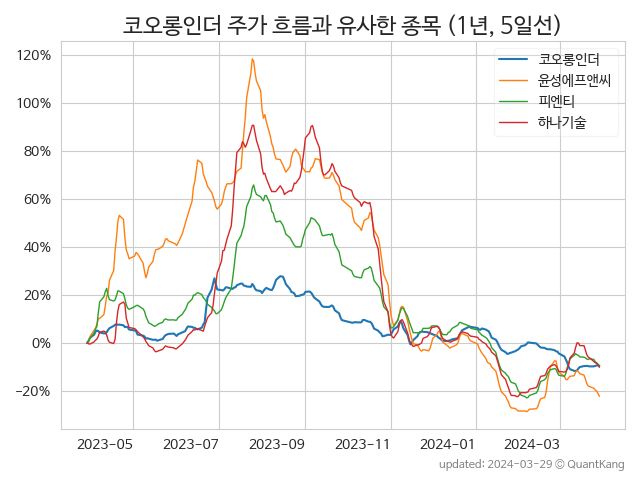 코오롱인더 주가 흐름과 유사한 종목 (1년, 5일선)
120%
100%
80%
60%
40%
20%
0%
−20%
코오롱인더
윤성에프앤씨
피엔티
하나기술
2023-05 2023-07 2023-09 2023-11 2024-01 2024-03
updated: 2024-03-29 © QuantKang